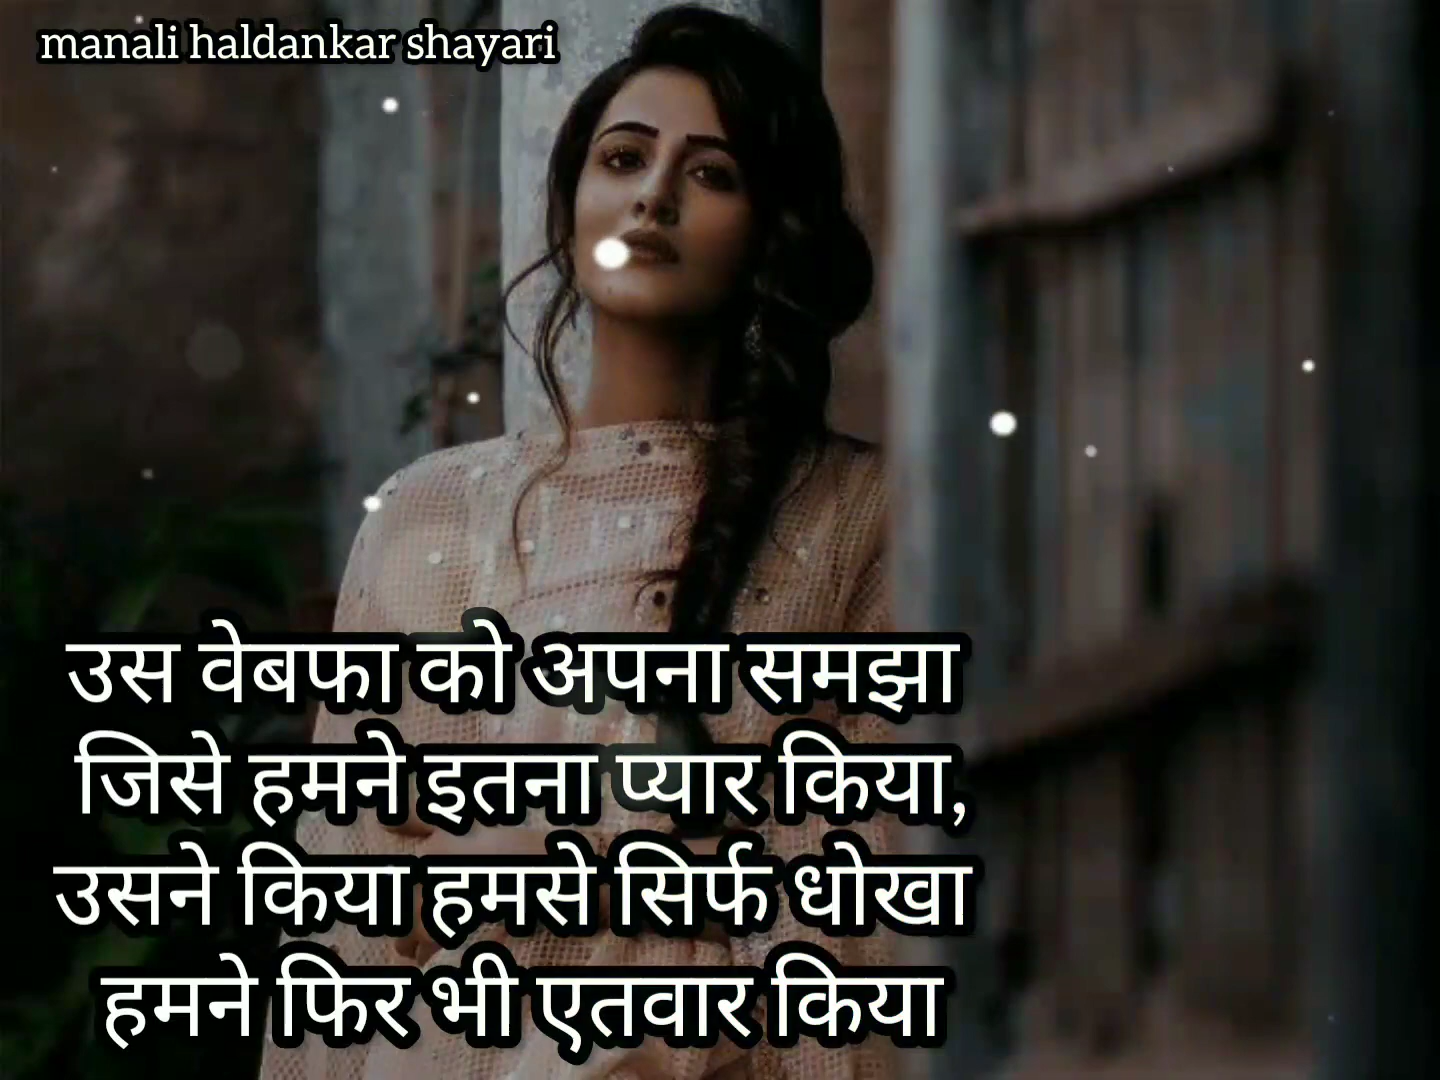 manali haldankar shayari
उस वेबफा को अपना समझा
जिसे हमने इतना प्यार किया,
उसने किया हमसे सिर्फ धोखा
हमने फिर भी एतवार किया